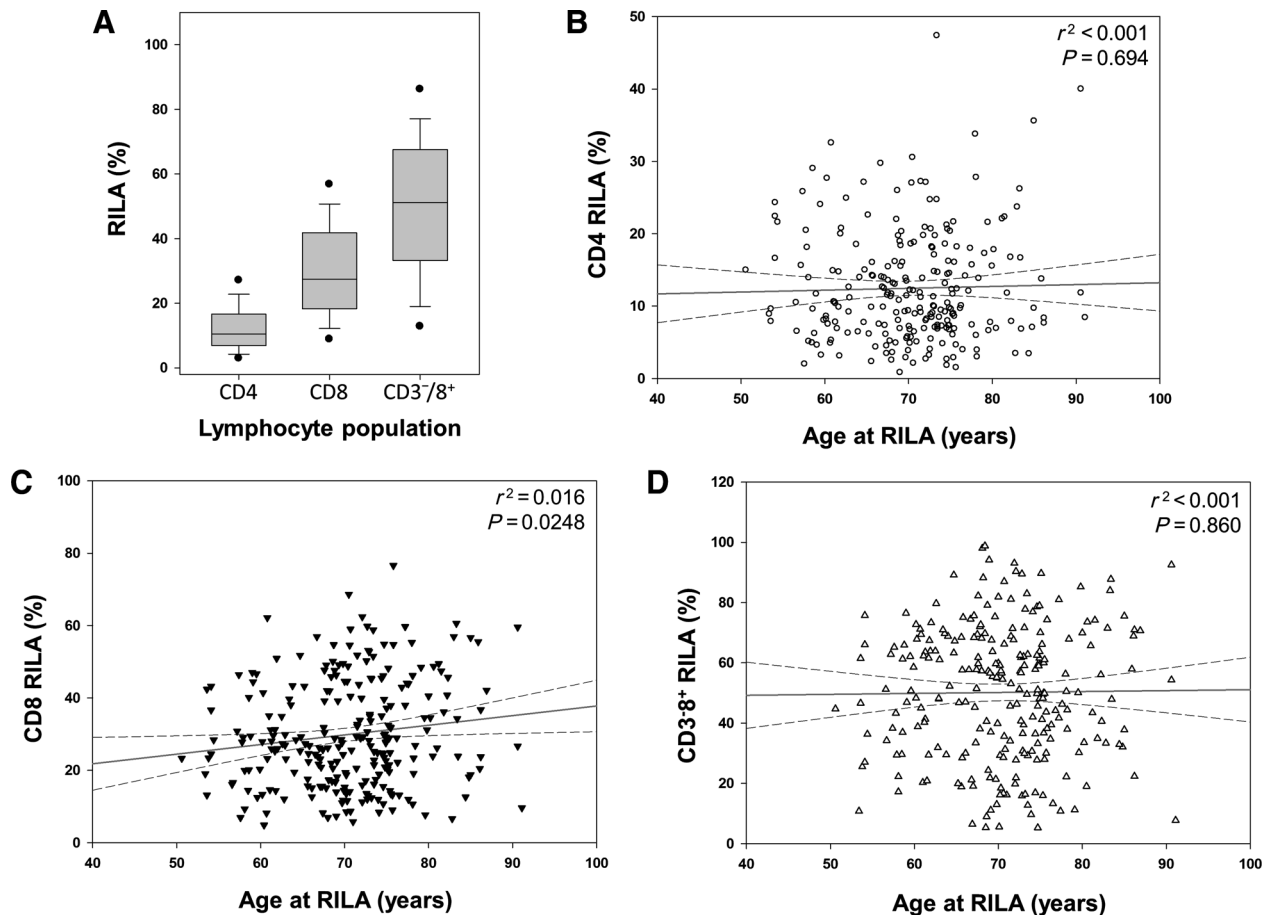 A
RILA (%)
100
80
60
40
20
0
CD4 CD8 CD3⁻/8⁺
Lymphocyte population
B
CD4 RILA (%)
50
40
30
20
10
0
r² < 0.001
P = 0.694
40 50 60 70 80 90 100
Age at RILA (years)
C
CD8 RILA (%)
100
80
60
40
20
0
r² = 0.016
P = 0.0248
40 50 60 70 80 90 100
Age at RILA (years)
D
CD3⁻8⁺ RILA (%)
120
100
80
60
40
20
0
r² < 0.001
P = 0.860
40 50 60 70 80 90 100
Age at RILA (years)